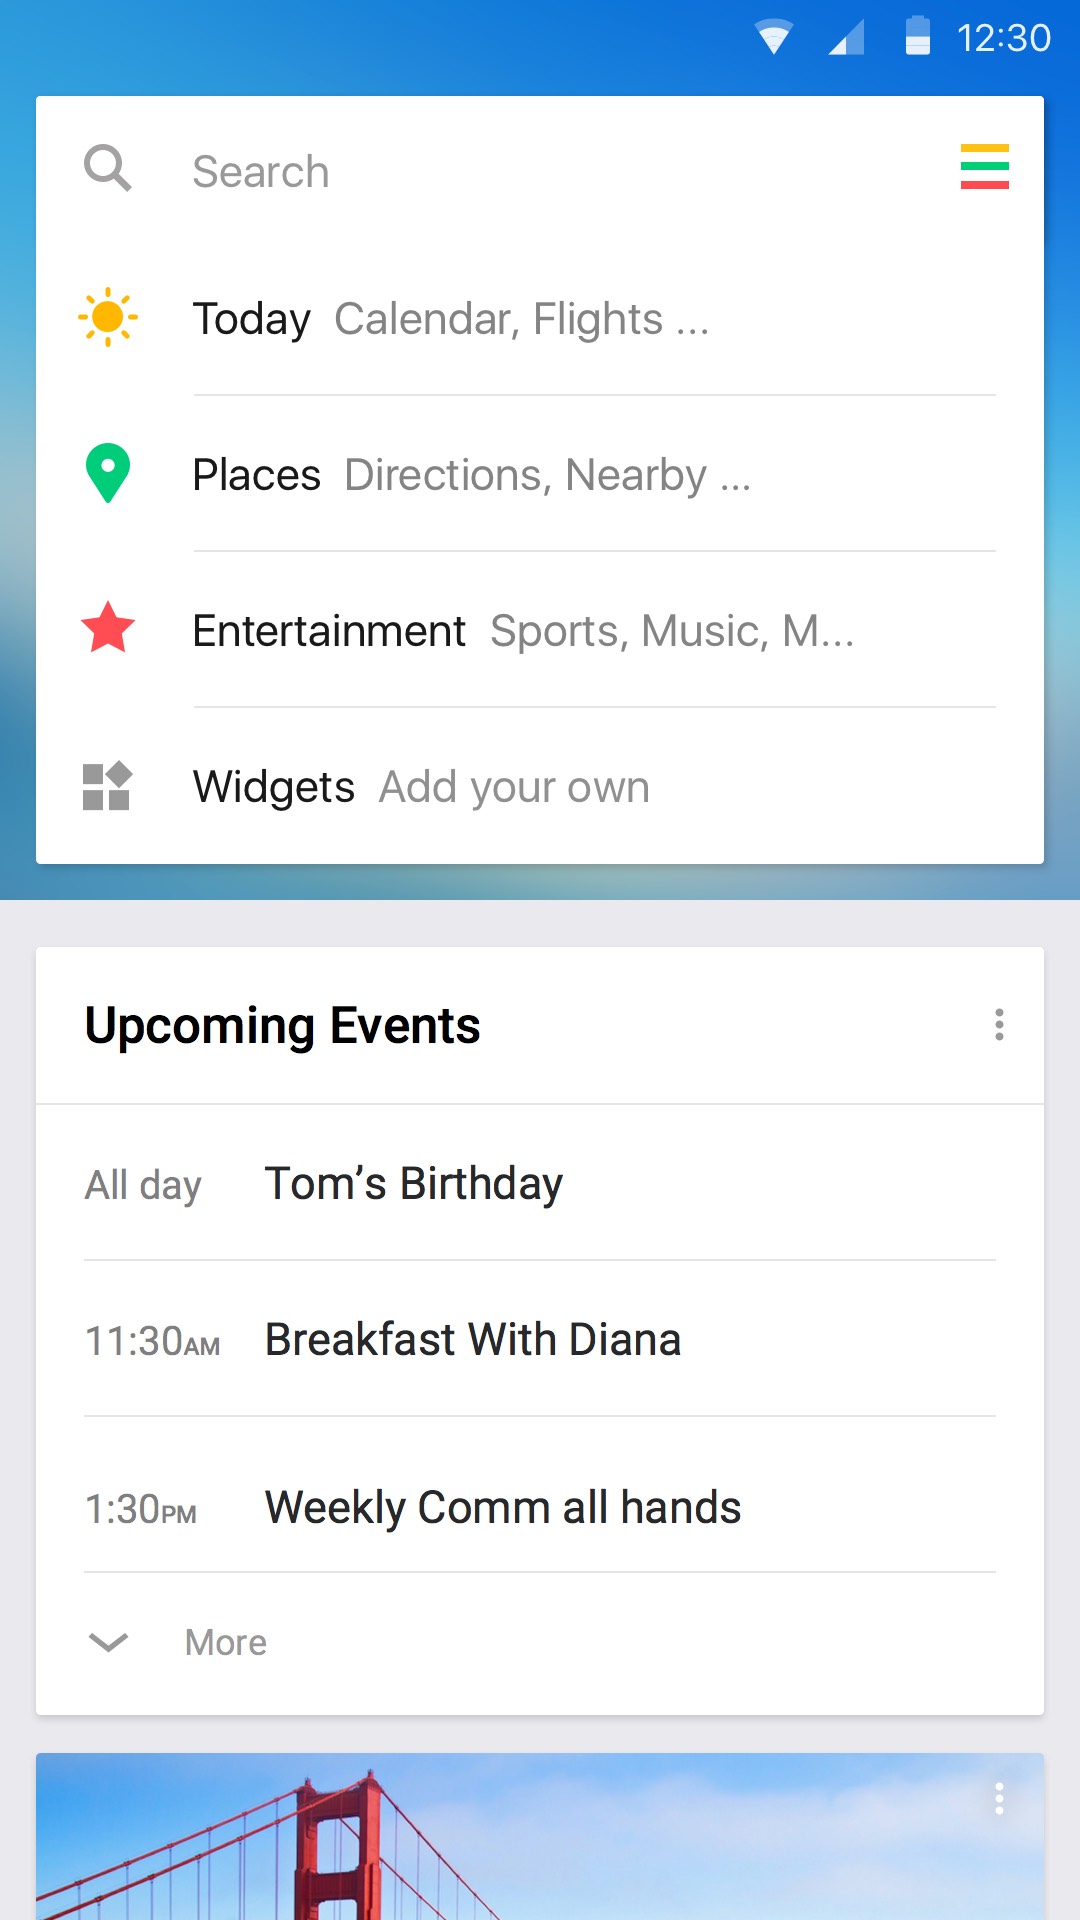 12:30
Search
Today Calendar, Flights ...
Places Directions, Nearby ...
Entertainment Sports, Music, M...
Widgets Add your own
Upcoming Events
All day Tom’s Birthday
11:30AM Breakfast With Diana
1:30PM Weekly Comm all hands
More